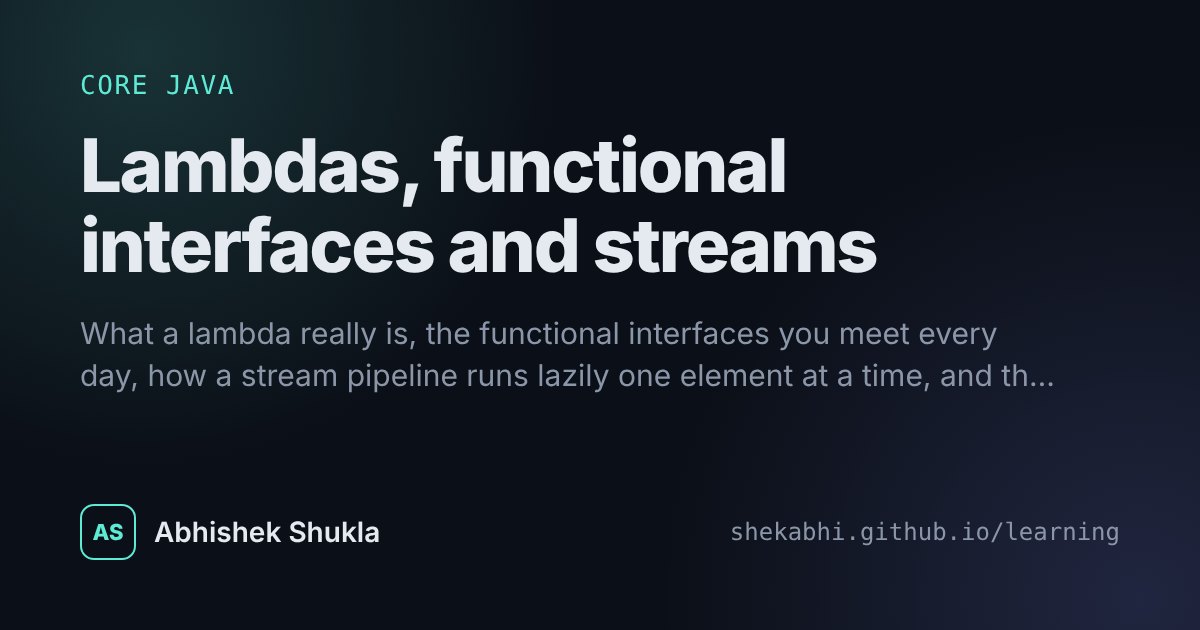 CORE JAVA
Lambdas, functional
interfaces and streams
What a lambda really is, the functional interfaces you meet every
day, how a stream pipeline runs lazily one element at a time, and th...
AS
Abhishek Shukla
shekabhi.github.io/learning